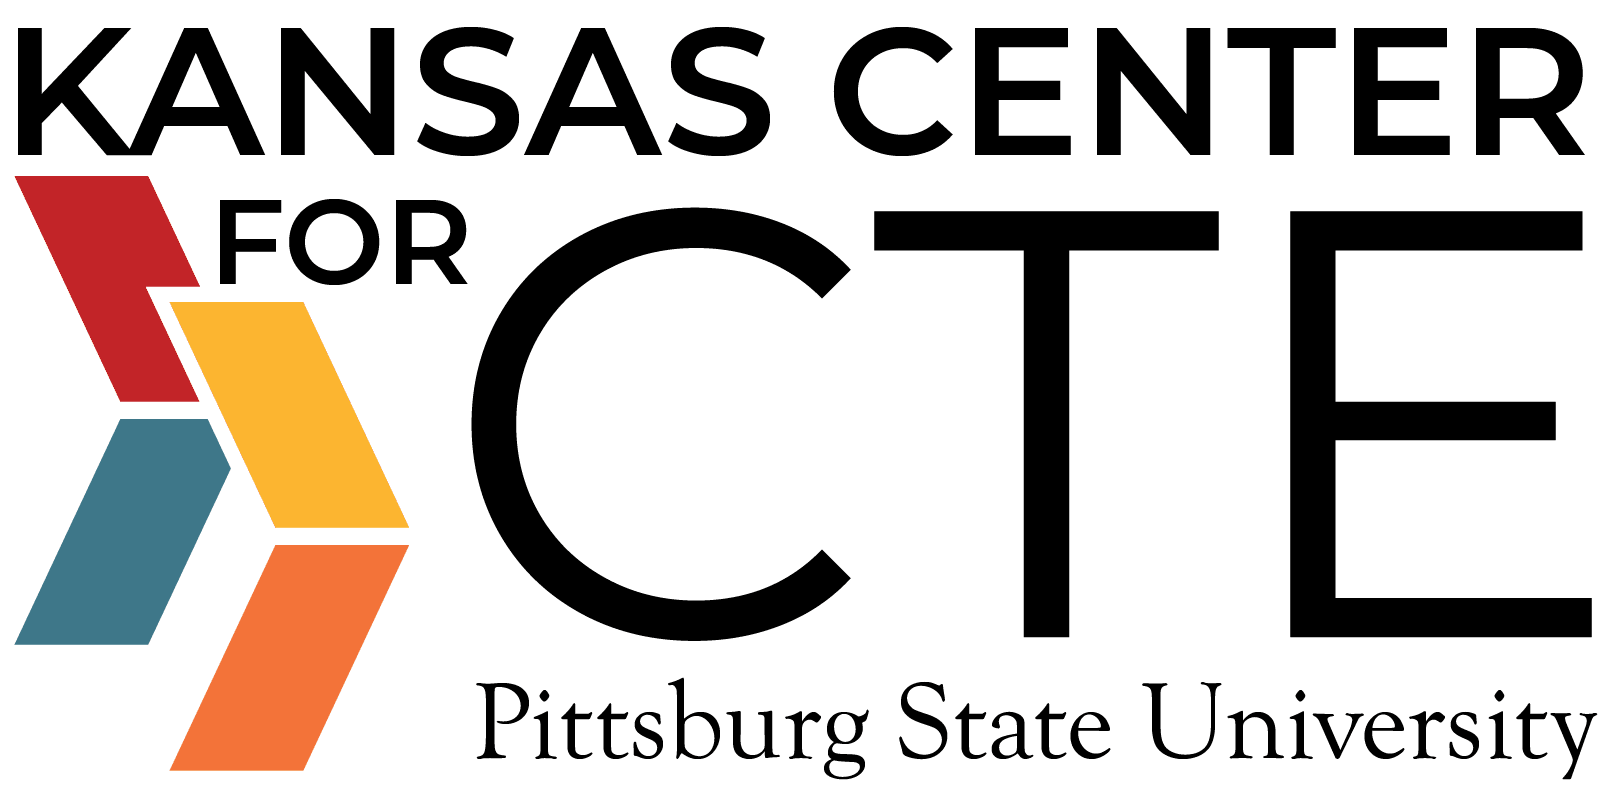 KANSAS CENTER
FOR CTE
Pittsburg State University